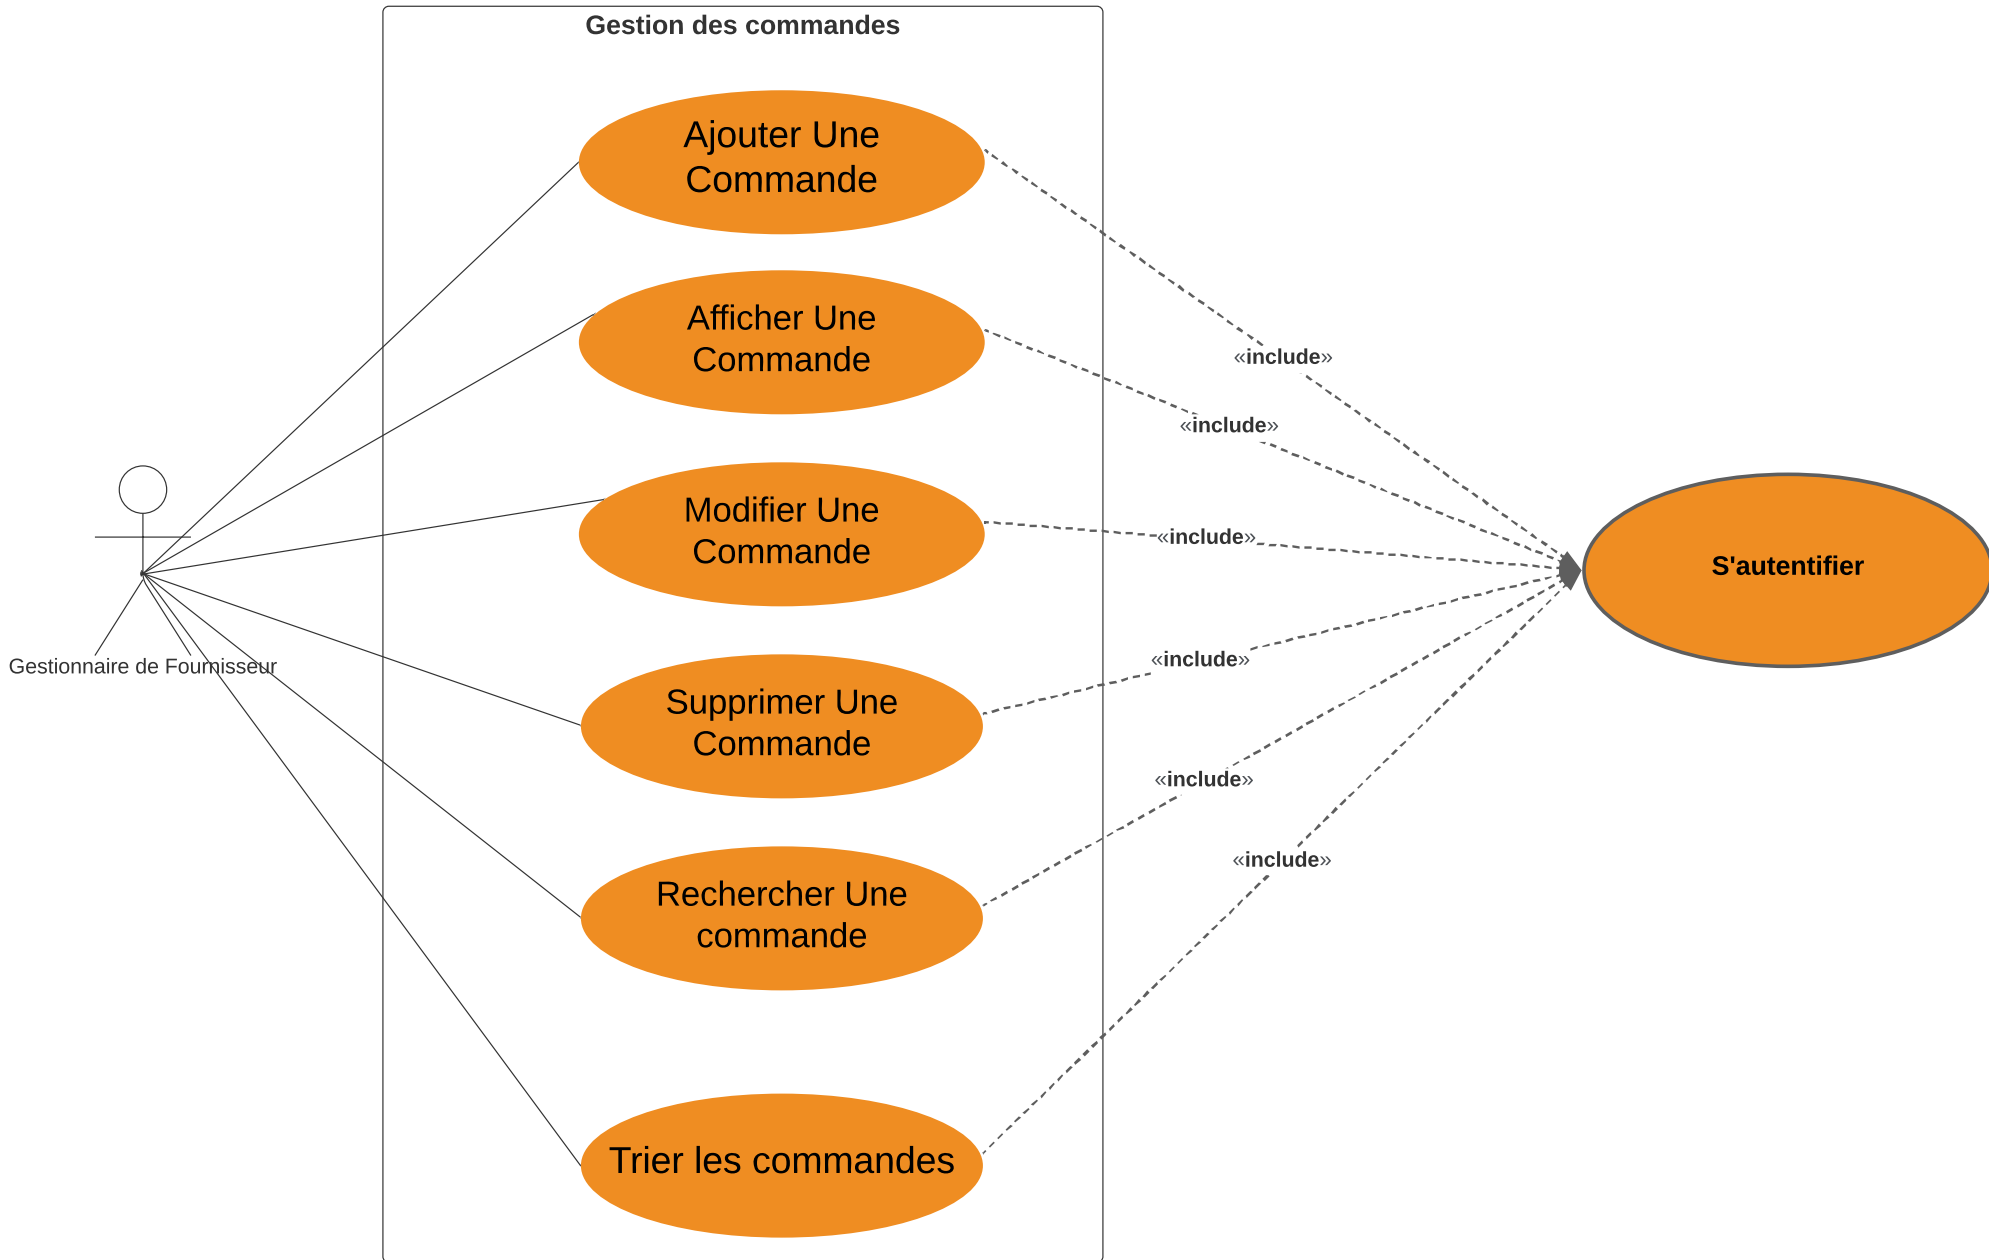 Gestion des commandes
Ajouter Une
Commande
Afficher Une
Commande
«include»
«include»
Modifier Une
Commande
«include»
S'autentifier
Gestionnaire de Fournisseur
«include»
Supprimer Une
Commande
«include»
Rechercher Une
commande
«include»
Trier les commandes